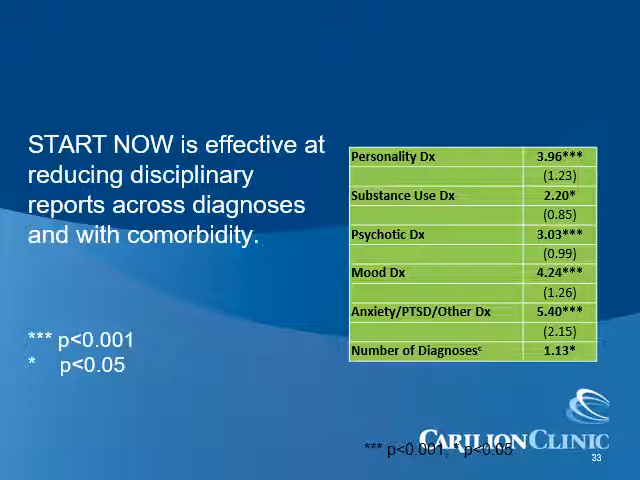 START NOW is effective at
reducing disciplinary
reports across diagnoses
and with comorbidity.
*** p<0.001
* p<0.05
Personality Dx 3.96***
(1.23)
Substance Use Dx 2.20*
(0.85)
Psychotic Dx 3.03***
(0.99)
Mood Dx 4.24***
(1.26)
Anxiety/PTSD/Other Dx 5.40***
(2.15)
Number of Diagnosesᶜ 1.13*
CARILION CLINIC
*** p<0.001, * p<0.05
33